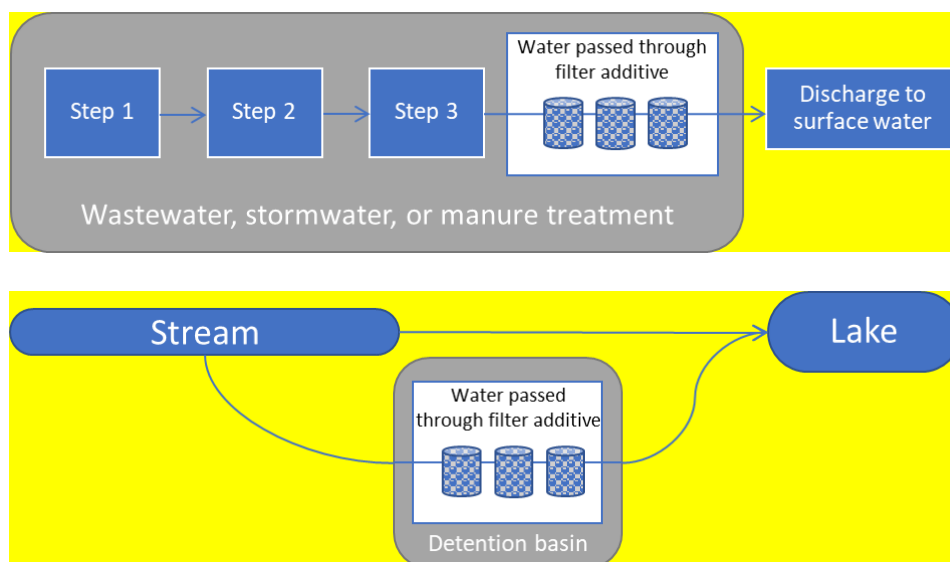 Water passed through
filter additive
Step 1
Step 2
Step 3
Discharge to
surface water
Wastewater, stormwater, or manure treatment
Stream
Lake
Water passed
through filter additive
Detention basin